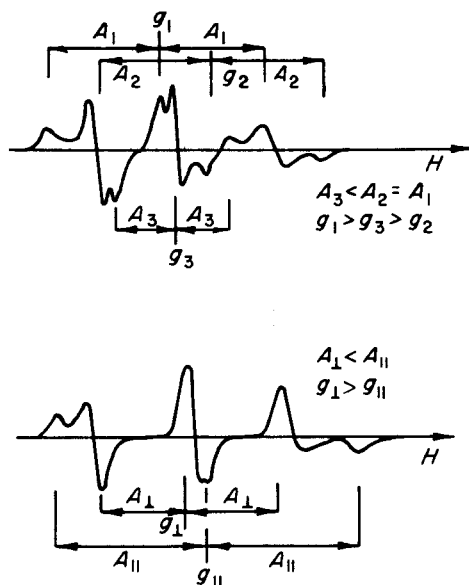 g₁
A₁ A₁
A₂ g₂ A₂
H
A₃ < A₂ = A₁
A₃ A₃
g₁ > g₃ > g₂
g₃
A⊥ < A∥
g⊥ > g∥
H
A⊥ A⊥
g⊥
A∥ A∥
g∥